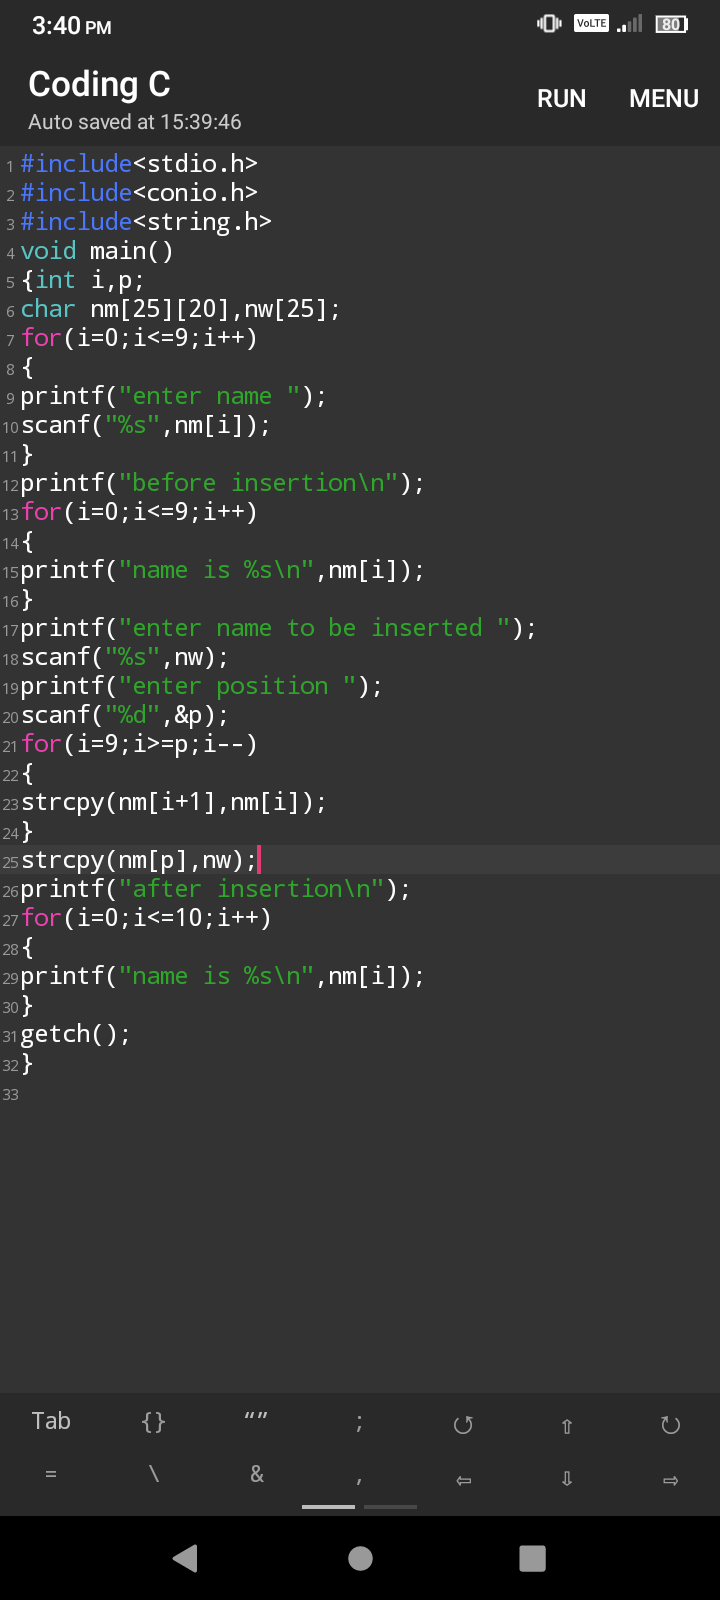 3:40 PM VoLTE 80
Coding C
RUN MENU
Auto saved at 15:39:46
1 #include<stdio.h>
2 #include<conio.h>
3 #include<string.h>
4 void main()
5 {int i,p;
6 char nm[25][20],nw[25];
7 for(i=0;i<=9;i++)
8 {
9 printf("enter name ");
10 scanf("%s",nm[i]);
11 }
12 printf("before insertion\n");
13 for(i=0;i<=9;i++)
14 {
15 printf("name is %s\n",nm[i]);
16 }
17 printf("enter name to be inserted ");
18 scanf("%s",nw);
19 printf("enter position ");
20 scanf("%d",&p);
21 for(i=9;i>=p;i--)
22 {
23 strcpy(nm[i+1],nm[i]);
24 }
25 strcpy(nm[p],nw);
26 printf("after insertion\n");
27 for(i=0;i<=10;i++)
28 {
29 printf("name is %s\n",nm[i]);
30 }
31 getch();
32 }
33
Tab {} “” ; ↺ ⇧ ↻
= \ & , ⇦ ⇩ ⇨